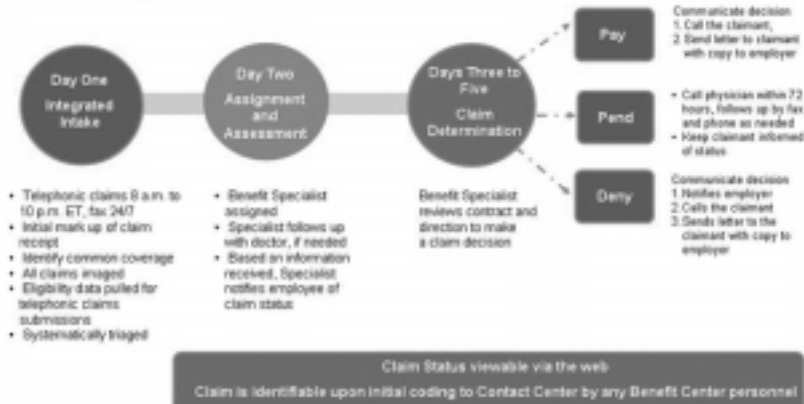 Day One
Integrated
Intake
• Telephonic claims 8 a.m. to
10 p.m. ET, fax 24/7
• Initial mark up of claim
receipt
• Identify common coverage
• All claims imaged
• Eligibility data pulled for
telephonic claims
submissions
• Systematically triaged
Day Two
Assignment
and
Assessment
• Benefit Specialist
assigned
• Specialist follows up
with doctor, if needed
• Based on information
received, Specialist
notifies employee of
claim status
Days Three to
Five
Claim
Determination
Benefit Specialist
reviews contract and
direction to make
a claim decision
Pay
Communicate decision
1. Call the claimant,
2. Send letter to claimant
with copy to employer
Pend
• Call physician within 72
hours, follows up by fax
and phone as needed
• Keep claimant informed
of status
Deny
Communicate decision
1. Notifies employer
2. Calls the claimant
3. Sends letter to the
claimant with copy to
employer
Claim Status viewable via the web
Claim is identifiable upon initial coding to Contact Center by any Benefit Center personnel